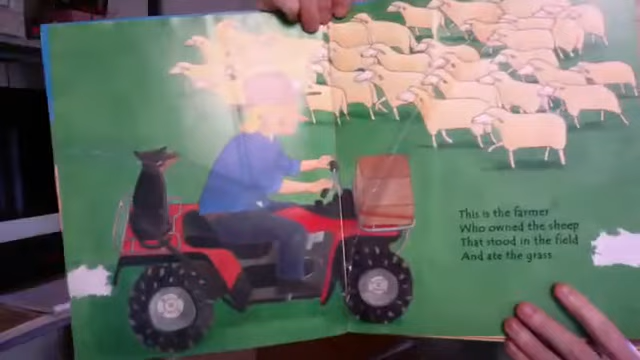 This is the farmer
Who owned the sheep
That stood in the field
And ate the grass.